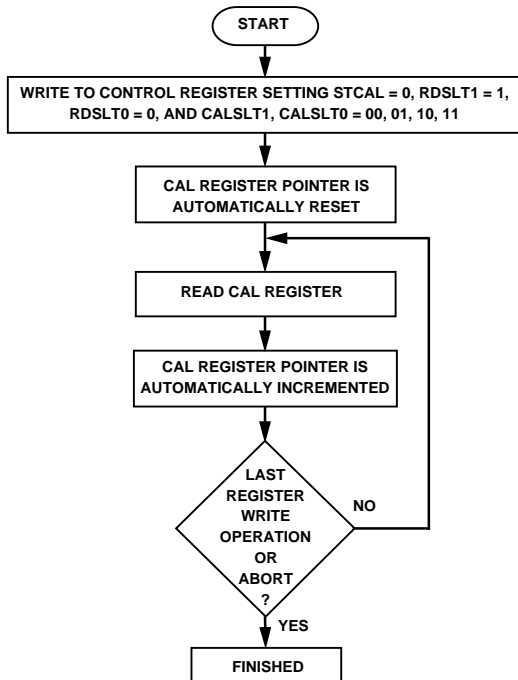 START
WRITE TO CONTROL REGISTER SETTING STCAL = 0, RDSLT1 = 1,
RDSLT0 = 0, AND CALSLT1, CALSLT0 = 00, 01, 10, 11
CAL REGISTER POINTER IS
AUTOMATICALLY RESET
READ CAL REGISTER
CAL REGISTER POINTER IS
AUTOMATICALLY INCREMENTED
LAST
REGISTER
WRITE
OPERATION
OR
ABORT
?
NO
YES
FINISHED